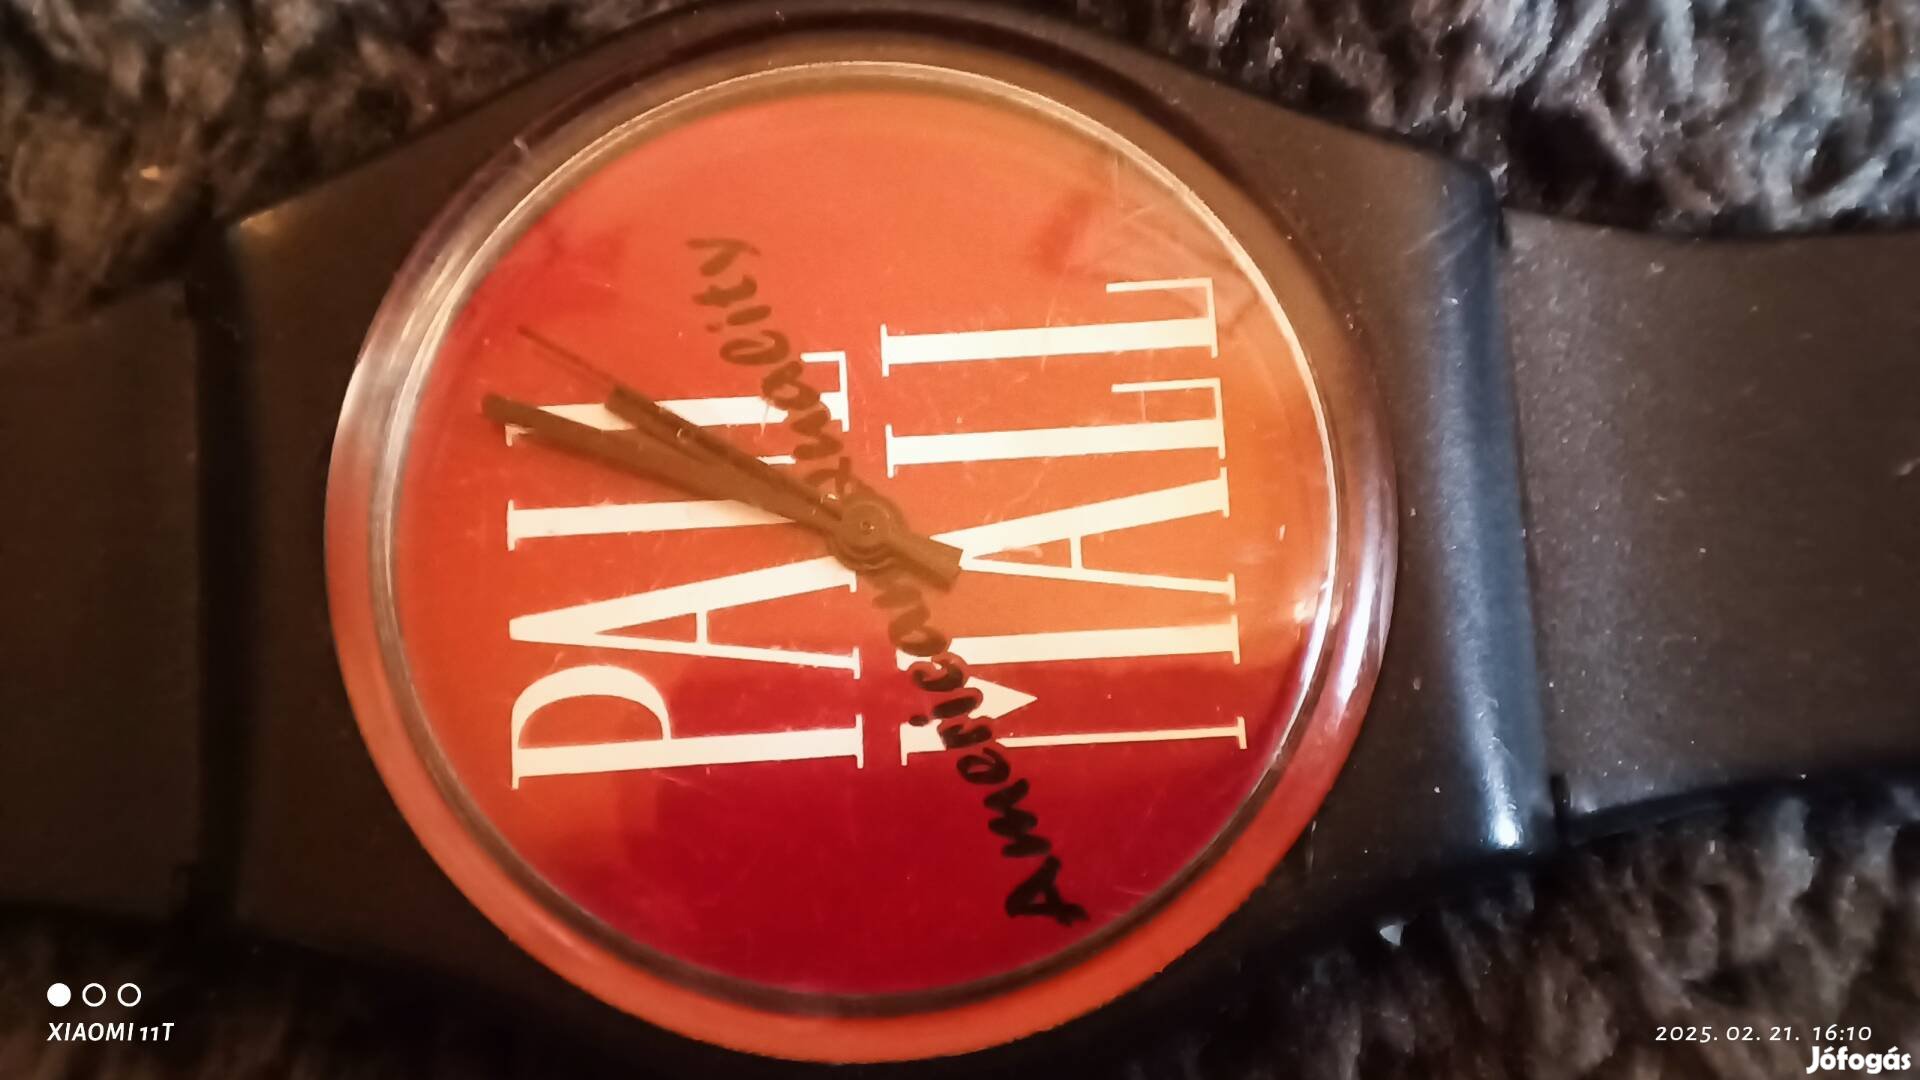 PALL
MALL
American Quality
XIAOMI 11T
2025. 02. 21. 16:10
Jófogás